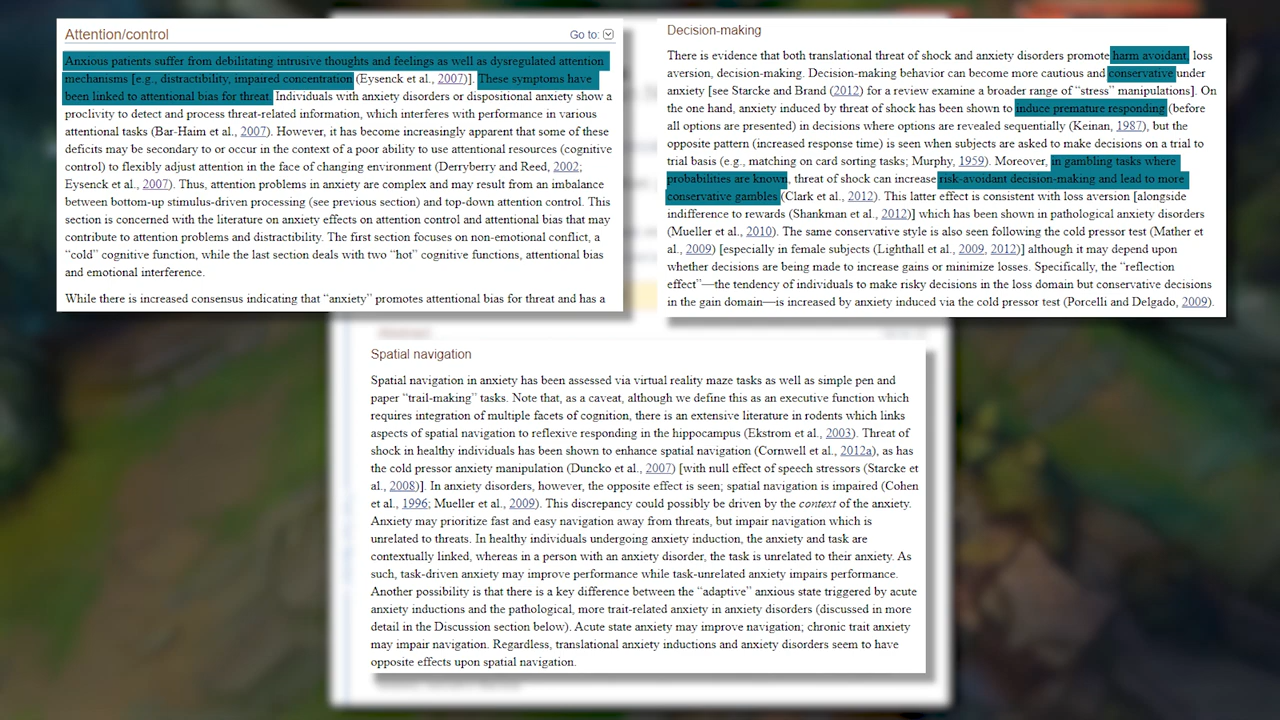 Attention/control
Go to:
Anxious patients suffer from debilitating intrusive thoughts and feelings as well as dysregulated attention
mechanisms [e.g., distractibility, impaired concentration (Eysenck et al., 2007)]. These symptoms have
been linked to attentional bias for threat. Individuals with anxiety disorders or dispositional anxiety show a
proclivity to detect and process threat-related information, which interferes with performance in various
attentional tasks (Bar-Haim et al., 2007). However, it has become increasingly apparent that some of these
deficits may be secondary to or occur in the context of a poor ability to use attentional resources (cognitive
control) to flexibly adjust attention in the face of changing environment (Derryberry and Reed, 2002;
Eysenck et al., 2007). Thus, attention problems in anxiety are complex and may result from an imbalance
between bottom-up stimulus-driven processing (see previous section) and top-down attention control. This
section is concerned with the literature on anxiety effects on attention control and attentional bias that may
contribute to attention problems and distractibility. The first section focuses on non-emotional conflict, a
“cold” cognitive function, while the last section deals with two “hot” cognitive functions, attentional bias
and emotional interference.
While there is increased consensus indicating that “anxiety” promotes attentional bias for threat and has a
Decision-making
There is evidence that both translational threat of shock and anxiety disorders promote harm avoidant, loss
aversion, decision-making. Decision-making behavior can become more cautious and conservative under
anxiety [see Starcke and Brand (2012) for a review examine a broader range of “stress” manipulations]. On
the one hand, anxiety induced by threat of shock has been shown to induce premature responding (before
all options are presented) in decisions where options are revealed sequentially (Keinan, 1987), but the
opposite pattern (increased response time) is seen when subjects are asked to make decisions on a trial to
trial basis (e.g., matching on card sorting tasks; Murphy, 1959). Moreover, in gambling tasks where
probabilities are known, threat of shock can increase risk-avoidant decision-making and lead to more
conservative gambles (Clark et al., 2012). This latter effect is consistent with loss aversion [alongside
indifference to rewards (Shankman et al., 2012)] which has been shown in pathological anxiety disorders
(Mueller et al., 2010). The same conservative style is also seen following the cold pressor test (Mather et
al., 2009) [especially in female subjects (Lighthall et al., 2009, 2012)] although it may depend upon
whether decisions are being made to increase gains or minimize losses. Specifically, the “reflection
effect”—the tendency of individuals to make risky decisions in the loss domain but conservative decisions
in the gain domain—is increased by anxiety induced via the cold pressor test (Porcelli and Delgado, 2009).
Spatial navigation
Spatial navigation in anxiety has been assessed via virtual reality maze tasks as well as simple pen and
paper “trail-making” tasks. Note that, as a caveat, although we define this as an executive function which
requires integration of multiple facets of cognition, there is an extensive literature in rodents which links
aspects of spatial navigation to reflexive responding in the hippocampus (Ekstrom et al., 2003). Threat of
shock in healthy individuals has been shown to enhance spatial navigation (Cornwell et al., 2012a), as has
the cold pressor anxiety manipulation (Duncko et al., 2007) [with null effect of speech stressors (Starcke et
al., 2008)]. In anxiety disorders, however, the opposite effect is seen; spatial navigation is impaired (Cohen
et al., 1996; Mueller et al., 2009). This discrepancy could possibly be driven by the context of the anxiety.
Anxiety may prioritize fast and easy navigation away from threats, but impair navigation which is
unrelated to threats. In healthy individuals undergoing anxiety induction, the anxiety and task are
contextually linked, whereas in a person with an anxiety disorder, the task is unrelated to their anxiety. As
such, task-driven anxiety may improve performance while task-unrelated anxiety impairs performance.
Another possibility is that there is a key difference between the “adaptive” anxious state triggered by acute
anxiety inductions and the pathological, more trait-related anxiety in anxiety disorders (discussed in more
detail in the Discussion section below). Acute state anxiety may improve navigation; chronic trait anxiety
may impair navigation. Regardless, translational anxiety inductions and anxiety disorders seem to have
opposite effects upon spatial navigation.